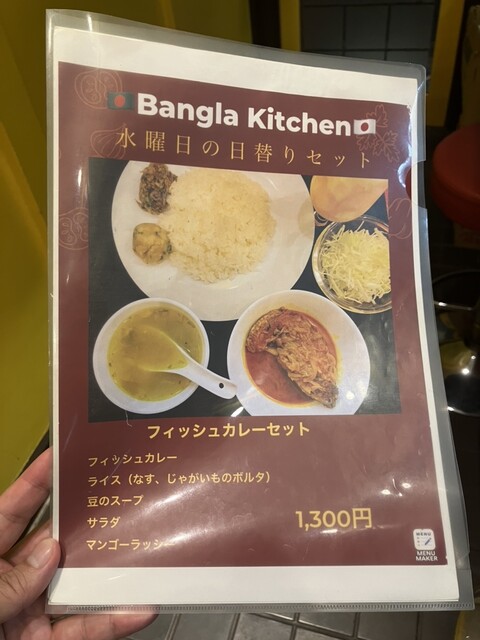 Bangla Kitchen
水曜日の日替りセット
フィッシュカレーセット
フィッシュカレー
ライス（なす、じゃがいものボルタ）
豆のスープ
サラダ
マンゴーラッシー
1,300円
MENU
MENU
MAKER